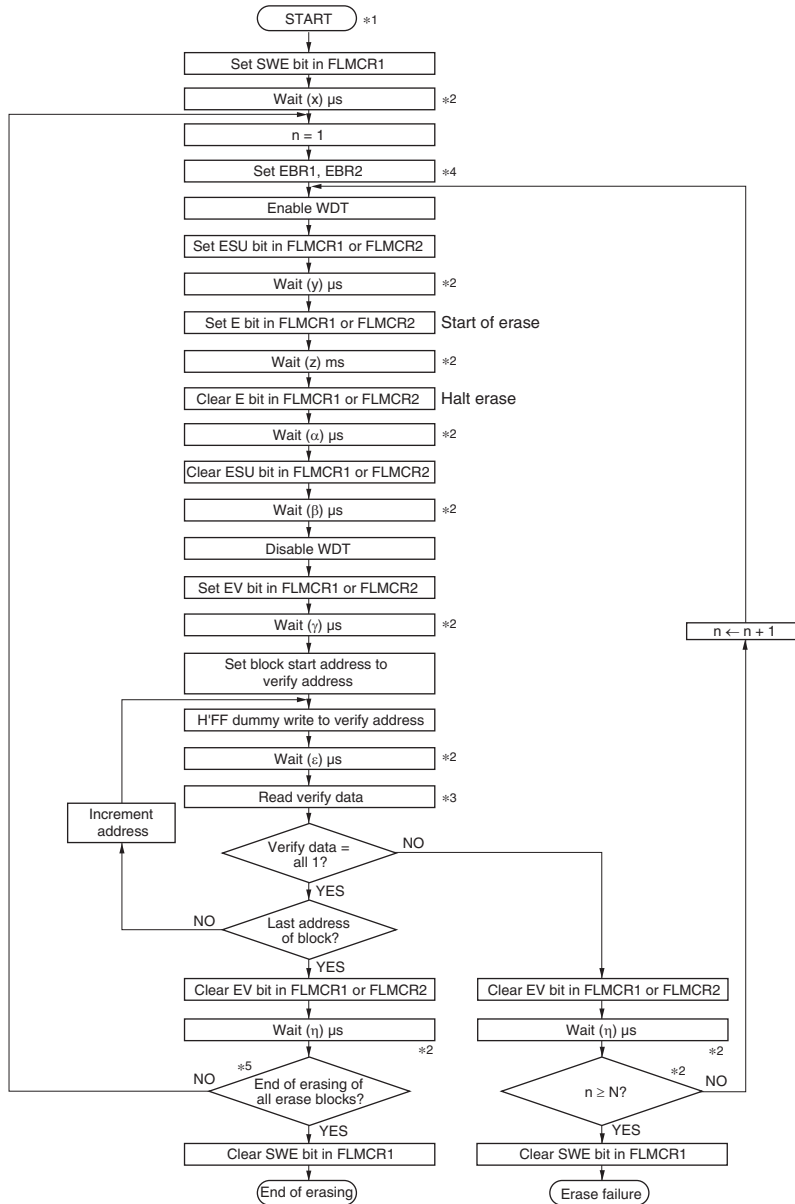 START *1
Set SWE bit in FLMCR1
Wait (x) μs *2
n = 1
Set EBR1, EBR2 *4
Enable WDT
Set ESU bit in FLMCR1 or FLMCR2
Wait (y) μs *2
Set E bit in FLMCR1 or FLMCR2 Start of erase
Wait (z) ms *2
Clear E bit in FLMCR1 or FLMCR2 Halt erase
Wait (α) μs *2
Clear ESU bit in FLMCR1 or FLMCR2
Wait (β) μs *2
Disable WDT
Set EV bit in FLMCR1 or FLMCR2
Wait (γ) μs *2
n ← n + 1
Set block start address to
verify address
H'FF dummy write to verify address
Wait (ε) μs *2
Read verify data *3
Increment
address
Verify data =
all 1?
NO
YES
NO
Last address
of block?
YES
Clear EV bit in FLMCR1 or FLMCR2
Wait (η) μs
*2
NO
*5
End of erasing of
all erase blocks?
YES
Clear SWE bit in FLMCR1
End of erasing
Clear EV bit in FLMCR1 or FLMCR2
Wait (η) μs
*2
*2
n ≥ N?
NO
YES
Clear SWE bit in FLMCR1
Erase failure